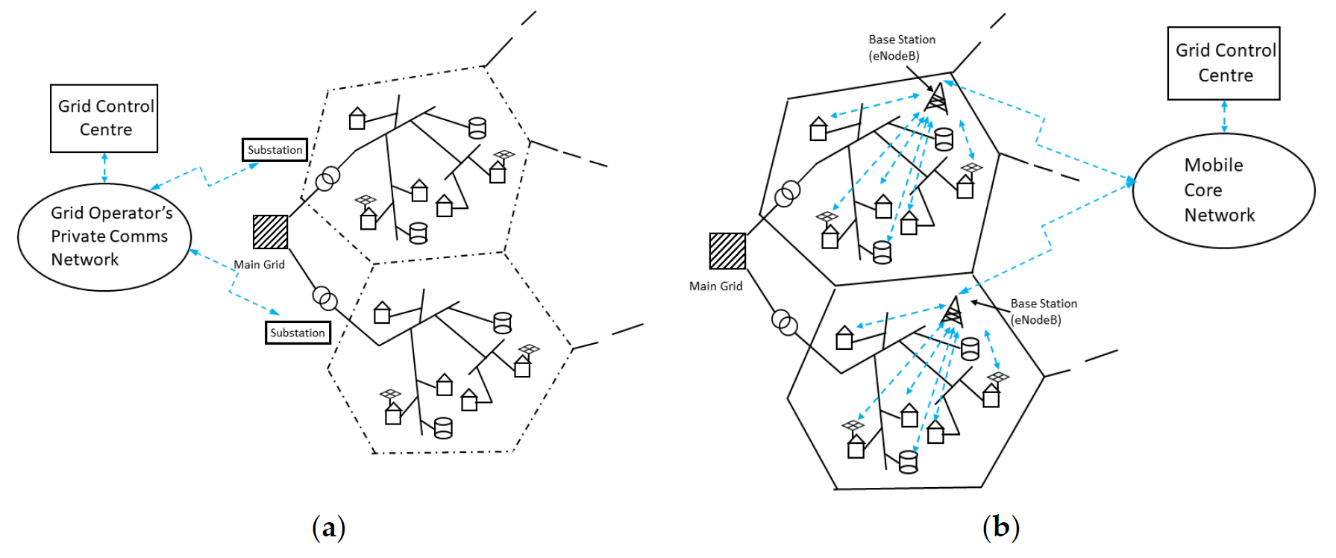 Grid Control
Centre
Substation
Grid Operator's
Private Comms
Network
Main Grid
Substation
(a)
Base Station
(eNodeB)
Grid Control
Centre
Mobile
Core
Network
Main Grid
Base Station
(eNodeB)
(b)